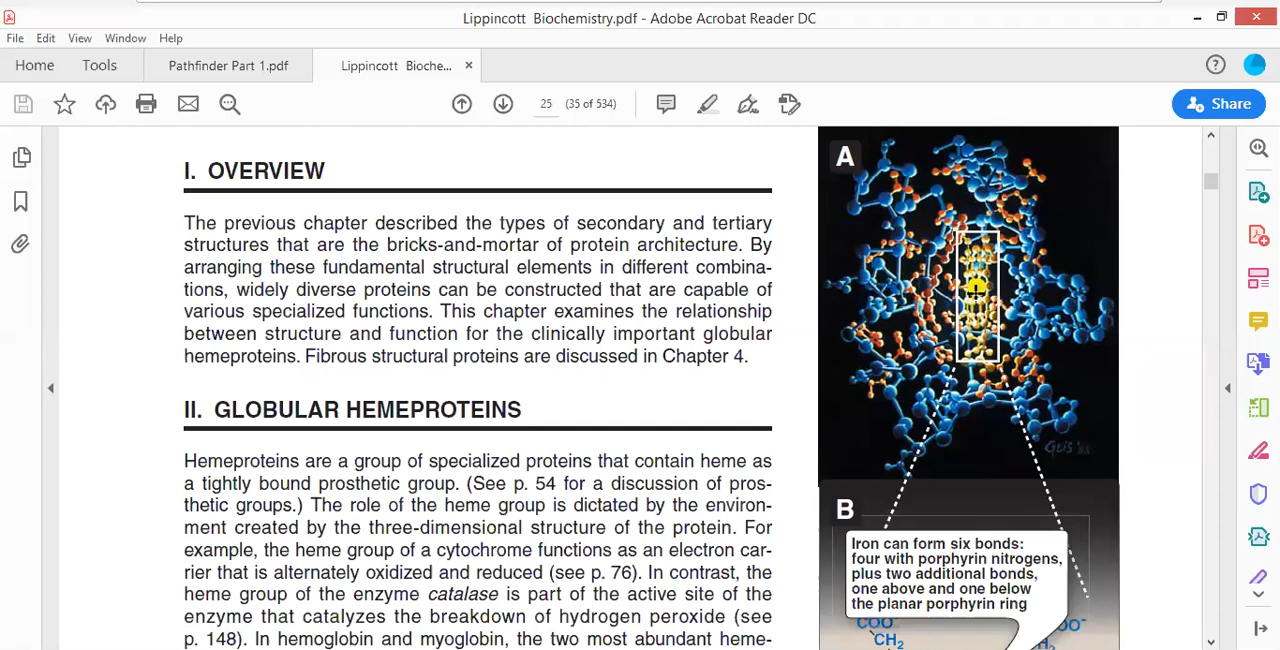 Lippincott Biochemistry.pdf - Adobe Acrobat Reader DC
File Edit View Window Help
Home Tools Pathfinder Part 1.pdf Lippincott Bioche... ×
25 (35 of 534) Share
I. OVERVIEW
The previous chapter described the types of secondary and tertiary
structures that are the bricks-and-mortar of protein architecture. By
arranging these fundamental structural elements in different combina-
tions, widely diverse proteins can be constructed that are capable of
various specialized functions. This chapter examines the relationship
between structure and function for the clinically important globular
hemeproteins. Fibrous structural proteins are discussed in Chapter 4.
II. GLOBULAR HEMEPROTEINS
Hemeproteins are a group of specialized proteins that contain heme as
a tightly bound prosthetic group. (See p. 54 for a discussion of pros-
thetic groups.) The role of the heme group is dictated by the environ-
ment created by the three-dimensional structure of the protein. For
example, the heme group of a cytochrome functions as an electron car-
rier that is alternately oxidized and reduced (see p. 76). In contrast, the
heme group of the enzyme catalase is part of the active site of the
enzyme that catalyzes the breakdown of hydrogen peroxide (see
p. 148). In hemoglobin and myoglobin, the two most abundant heme-
A
B
Iron can form six bonds:
four with porphyrin nitrogens,
plus two additional bonds,
one above and one below
the planar porphyrin ring
CH2